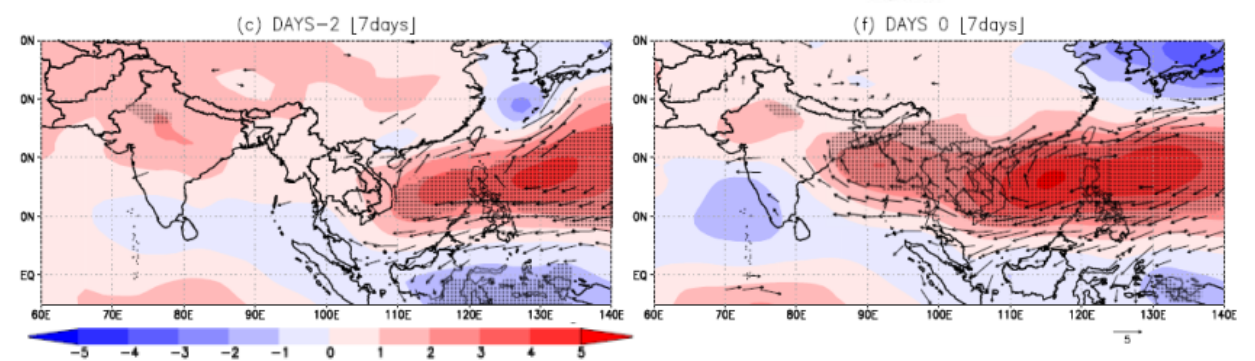 (c) DAYS-2 [7days]
(f) DAYS 0 [7days]
0N
0N
0N
0N
0N
0N
0N
0N
EQ
EQ
60E 70E 80E 90E 100E 110E 120E 130E 140E
60E 70E 80E 90E 100E 110E 120E 130E 140E
-5 -4 -3 -2 -1 0 1 2 3 4 5
5